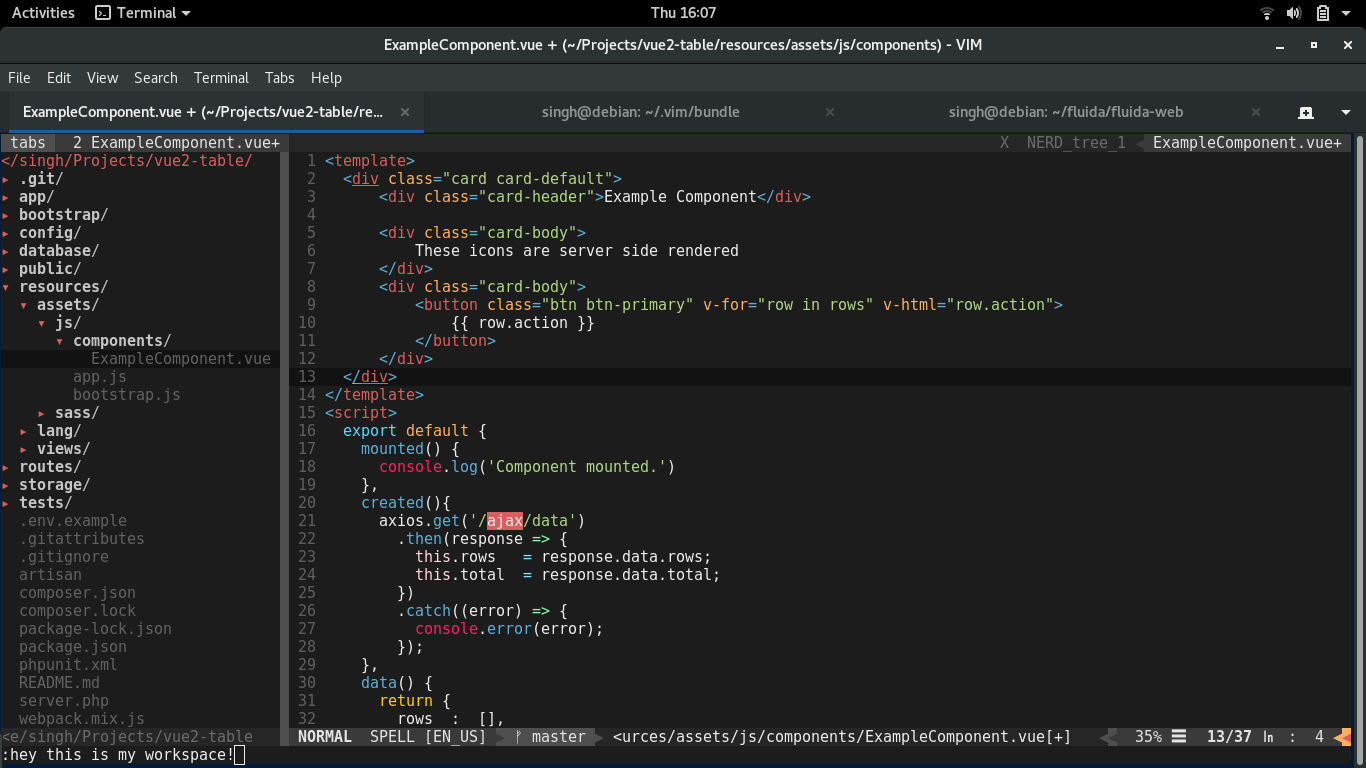 Activities Terminal Thu 16:07
ExampleComponent.vue + (~/Projects/vue2-table/resources/assets/js/components) - VIM
File Edit View Search Terminal Tabs Help
ExampleComponent.vue + (~/Projects/vue2-table/re... singh@debian: ~/.vim/bundle singh@debian: ~/fluida/fluida-web
tabs 2 ExampleComponent.vue+ X NERD_tree_1 ExampleComponent.vue+
</singh/Projects/vue2-table/
▸ .git/
▸ app/
▸ bootstrap/
▸ config/
▸ database/
▸ public/
▾ resources/
▾ assets/
▾ js/
▾ components/
ExampleComponent.vue
app.js
bootstrap.js
▸ sass/
▸ lang/
▸ views/
▸ routes/
▸ storage/
▸ tests/
.env.example
.gitattributes
.gitignore
artisan
composer.json
composer.lock
package-lock.json
package.json
phpunit.xml
README.md
server.php
webpack.mix.js
<e/singh/Projects/vue2-table
1 <template>
2   <div class="card card-default">
3       <div class="card-header">Example Component</div>
4
5       <div class="card-body">
6           These icons are server side rendered
7       </div>
8       <div class="card-body">
9           <button class="btn btn-primary" v-for="row in rows" v-html="row.action">
10               {{ row.action }}
11           </button>
12       </div>
13   </div>
14 </template>
15 <script>
16   export default {
17     mounted() {
18       console.log('Component mounted.')
19     },
20     created(){
21       axios.get('/ajax/data')
22         .then(response => {
23           this.rows   = response.data.rows;
24           this.total  = response.data.total;
25         })
26         .catch((error) => {
27           console.error(error);
28         });
29     },
30     data() {
31       return {
32         rows  :  [],
NORMAL SPELL [EN_US] master <urces/assets/js/components/ExampleComponent.vue[+] 35% ☰ 13/37 ln : 4
:hey this is my workspace!